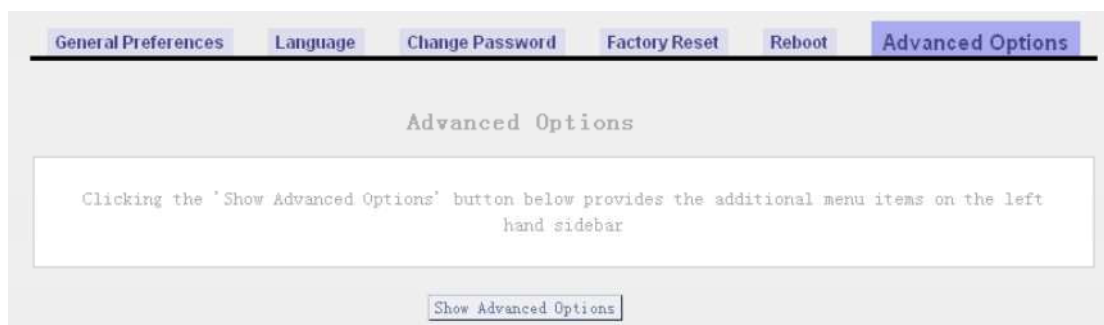 General Preferences Language Change Password Factory Reset Reboot Advanced Options
Advanced Options
Clicking the 'Show Advanced Options' button below provides the additional menu items on the left
hand sidebar
Show Advanced Options